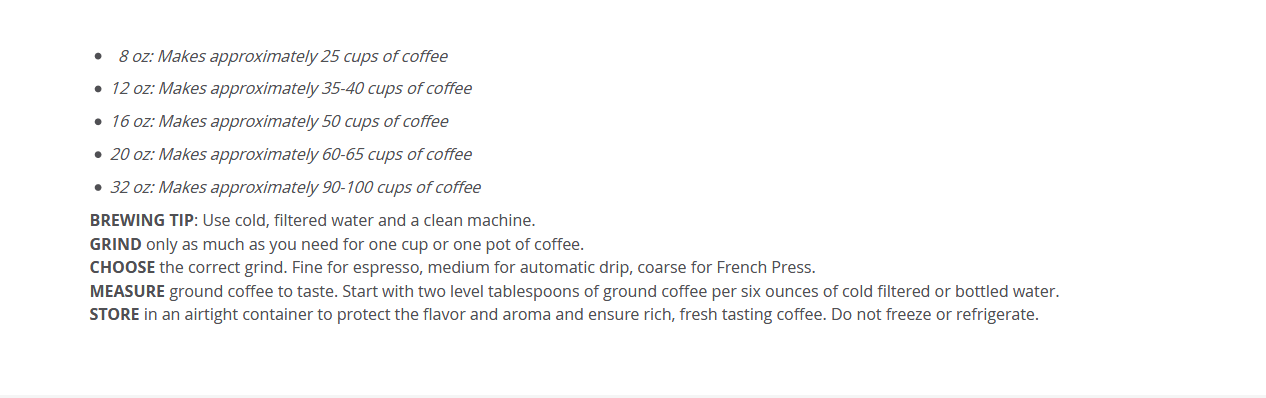 • 8 oz: Makes approximately 25 cups of coffee
• 12 oz: Makes approximately 35-40 cups of coffee
• 16 oz: Makes approximately 50 cups of coffee
• 20 oz: Makes approximately 60-65 cups of coffee
• 32 oz: Makes approximately 90-100 cups of coffee
BREWING TIP: Use cold, filtered water and a clean machine.
GRIND only as much as you need for one cup or one pot of coffee.
CHOOSE the correct grind. Fine for espresso, medium for automatic drip, coarse for French Press.
MEASURE ground coffee to taste. Start with two level tablespoons of ground coffee per six ounces of cold filtered or bottled water.
STORE in an airtight container to protect the flavor and aroma and ensure rich, fresh tasting coffee. Do not freeze or refrigerate.